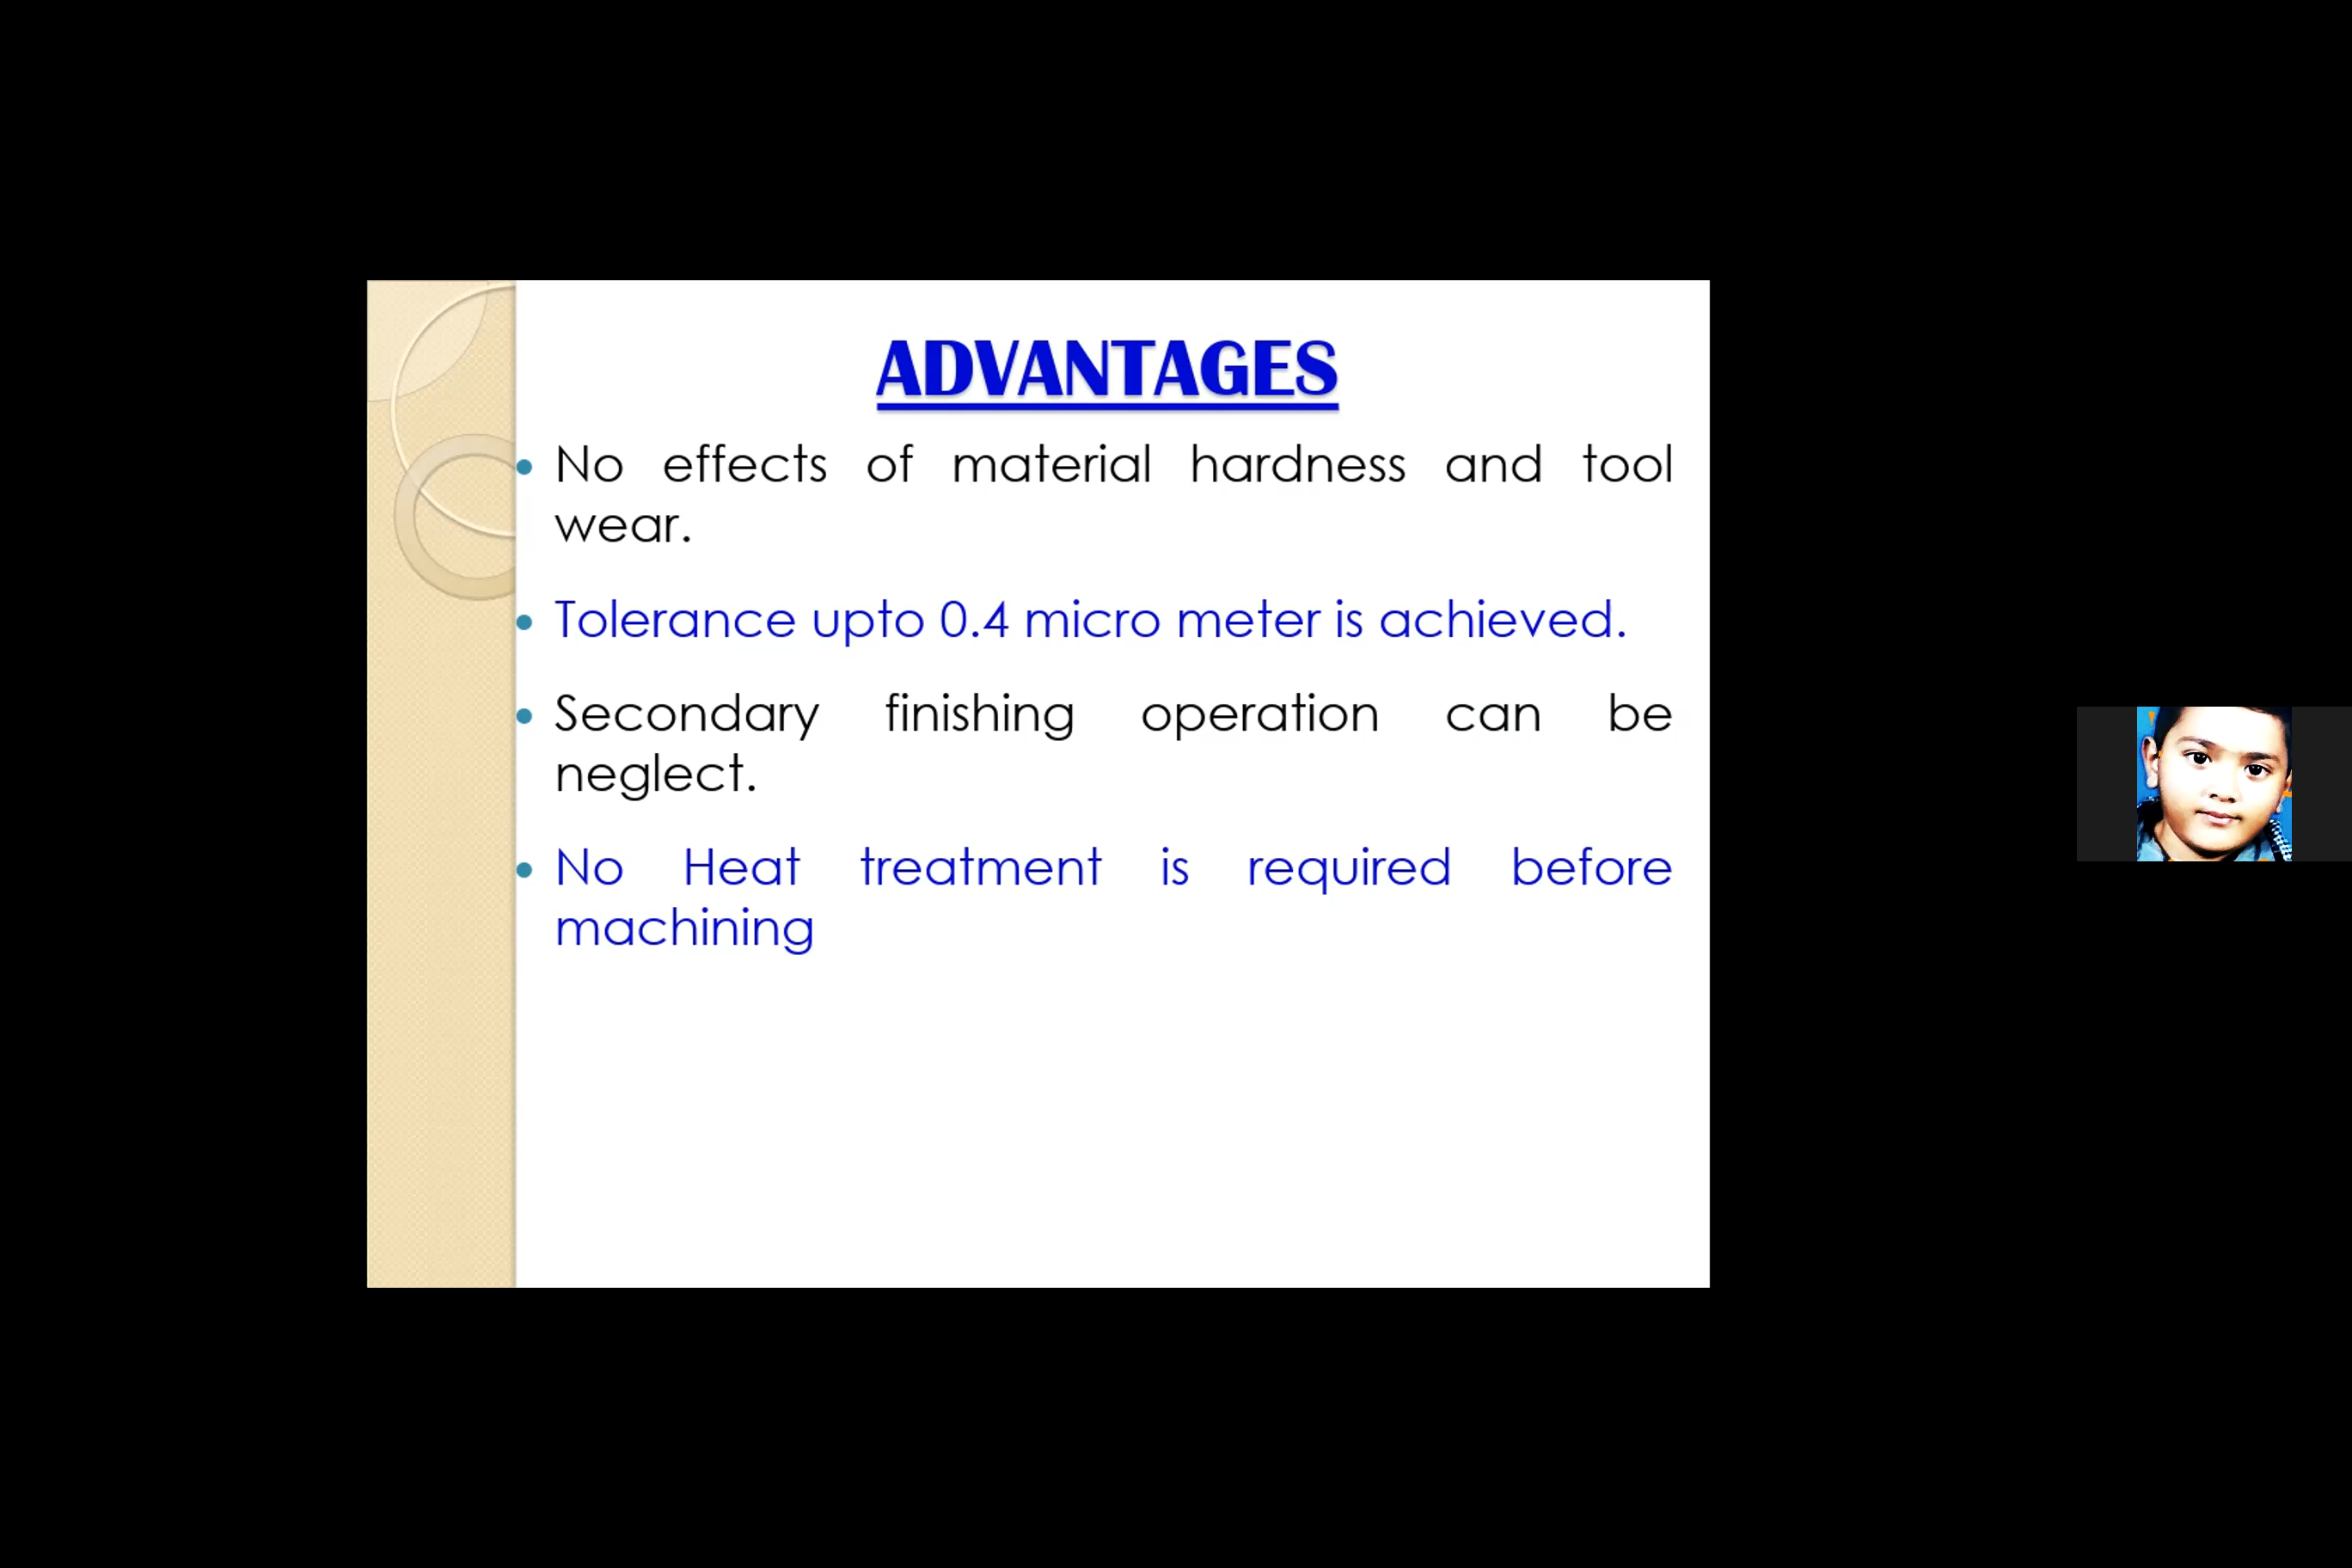 ADVANTAGES
• No effects of material hardness and tool
wear.
• Tolerance upto 0.4 micro meter is achieved.
• Secondary finishing operation can be
neglect.
• No Heat treatment is required before
machining